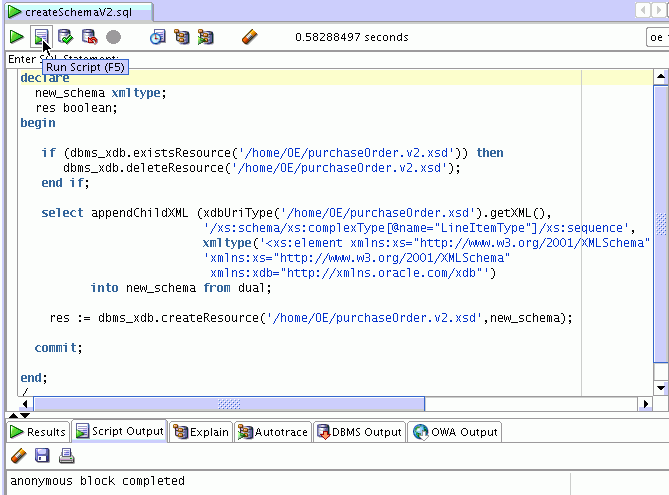 createSchemaV2.sql
0.58288497 seconds
oe
Enter SQL Statement:
Run Script (F5)
declare
new_schema xmltype;
res boolean;
begin
if (dbms_xdb.existsResource('/home/OE/purchaseOrder.v2.xsd')) then
dbms_xdb.deleteResource('/home/OE/purchaseOrder.v2.xsd');
end if;
select appendChildXML (xdbUriType('/home/OE/purchaseOrder.xsd').getXML(),
'/xs:schema/xs:complexType[@name="LineItemType"]/xs:sequence',
xmltype('<xs:element xmlns:xs="http://www.w3.org/2001/XMLSchema"
'xmlns:xs="http://www.w3.org/2001/XMLSchema"
xmlns:xdb="http://xmlns.oracle.com/xdb"')
into new_schema from dual;
res := dbms_xdb.createResource('/home/OE/purchaseOrder.v2.xsd',new_schema);
commit;
end;
/
Results Script Output Explain Autotrace DBMS Output OWA Output
anonymous block completed